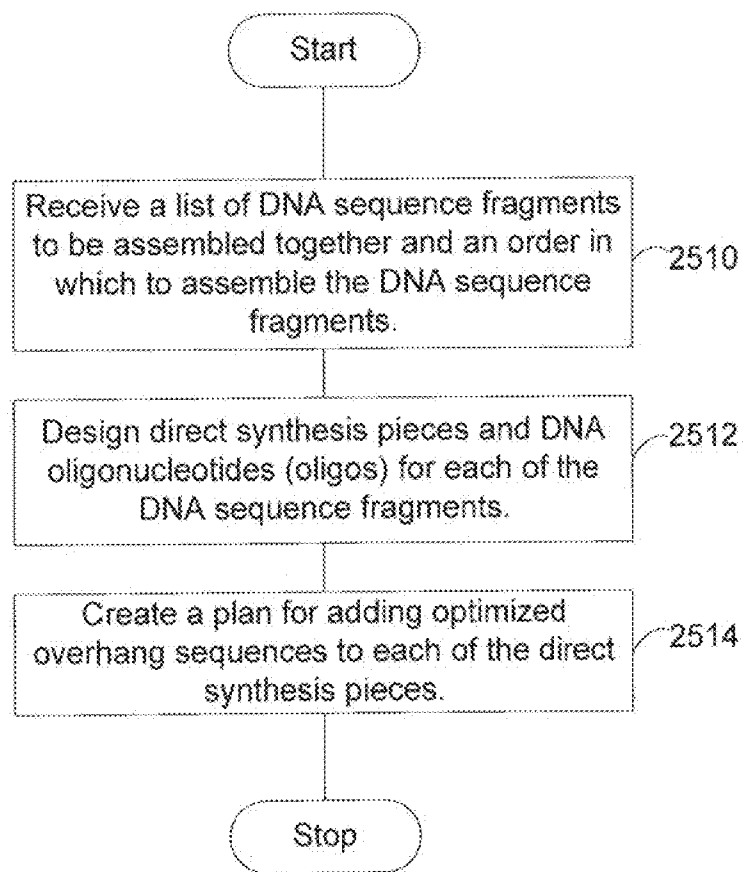 Start
Receive a list of DNA sequence fragments
to be assembled together and an order in
which to assemble the DNA sequence
fragments.
2510
Design direct synthesis pieces and DNA
oligonucleotides (oligos) for each of the
DNA sequence fragments.
2512
Create a plan for adding optimized
overhang sequences to each of the direct
synthesis pieces.
2514
Stop